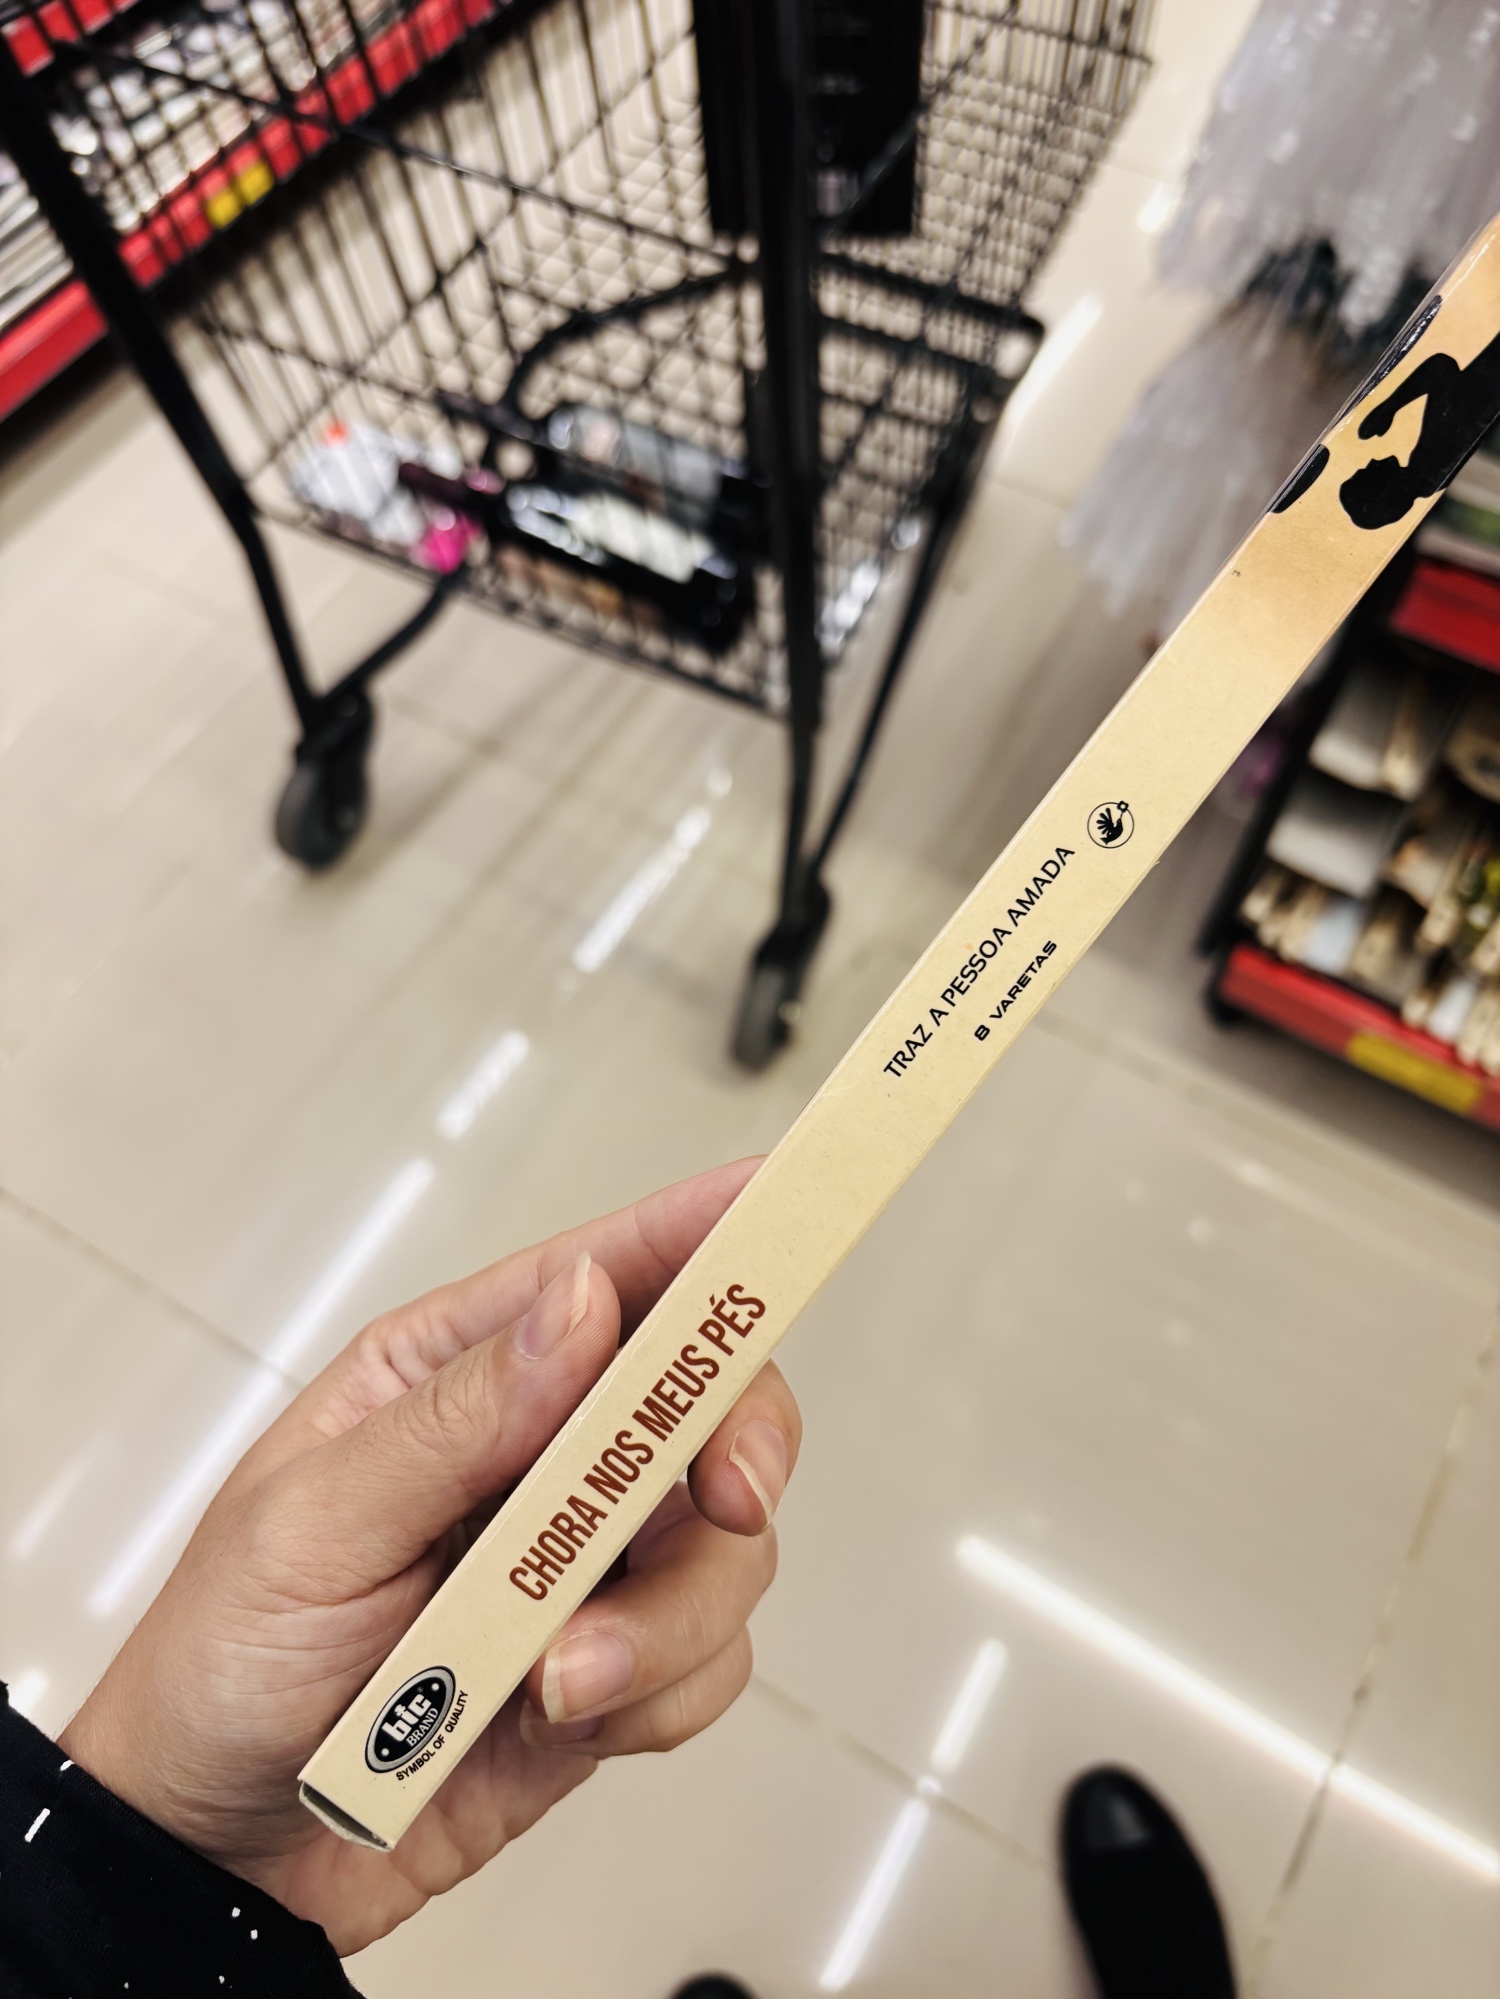 TRAZ A PESSOA AMADA
8 VARETAS
CHORA NOS MEUS PÉS
bic
BRAND
SYMBOL OF QUALITY